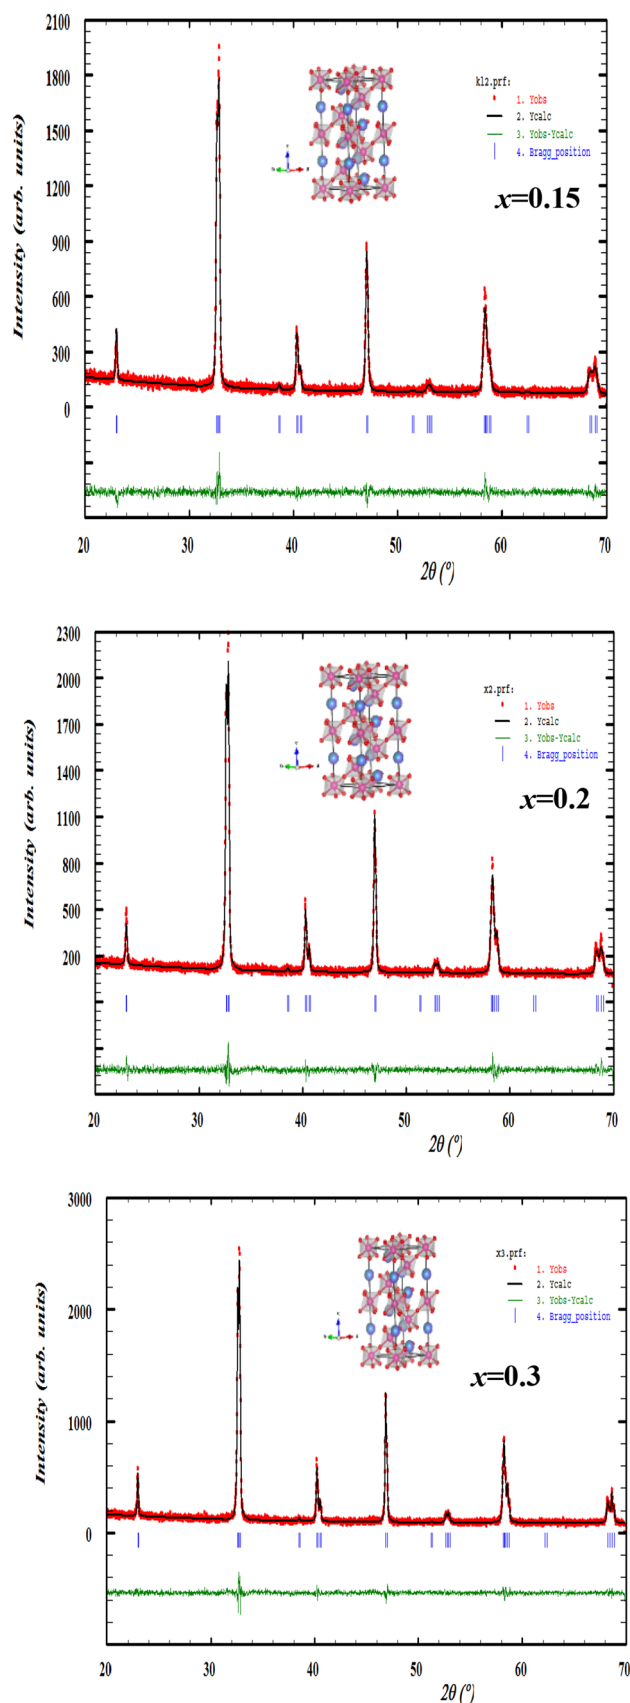 2100
1800
1500
1200
900
600
300
0
Intensity (arb. units)
kl2.prf:
1. Yobs
2. Ycalc
3. Yobs-Ycalc
4. Bragg_position
x=0.15
20 30 40 50 60 70
2θ (°)
2300
2000
1700
1400
1100
800
500
200
Intensity (arb. units)
x2.prf:
1. Yobs
2. Ycalc
3. Yobs-Ycalc
4. Bragg_position
x=0.2
20 30 40 50 60 70
2θ (°)
3000
2000
1000
0
Intensity (arb. units)
x3.prf:
1. Yobs
2. Ycalc
3. Yobs-Ycalc
4. Bragg_position
x=0.3
20 30 40 50 60 70
2θ (°)